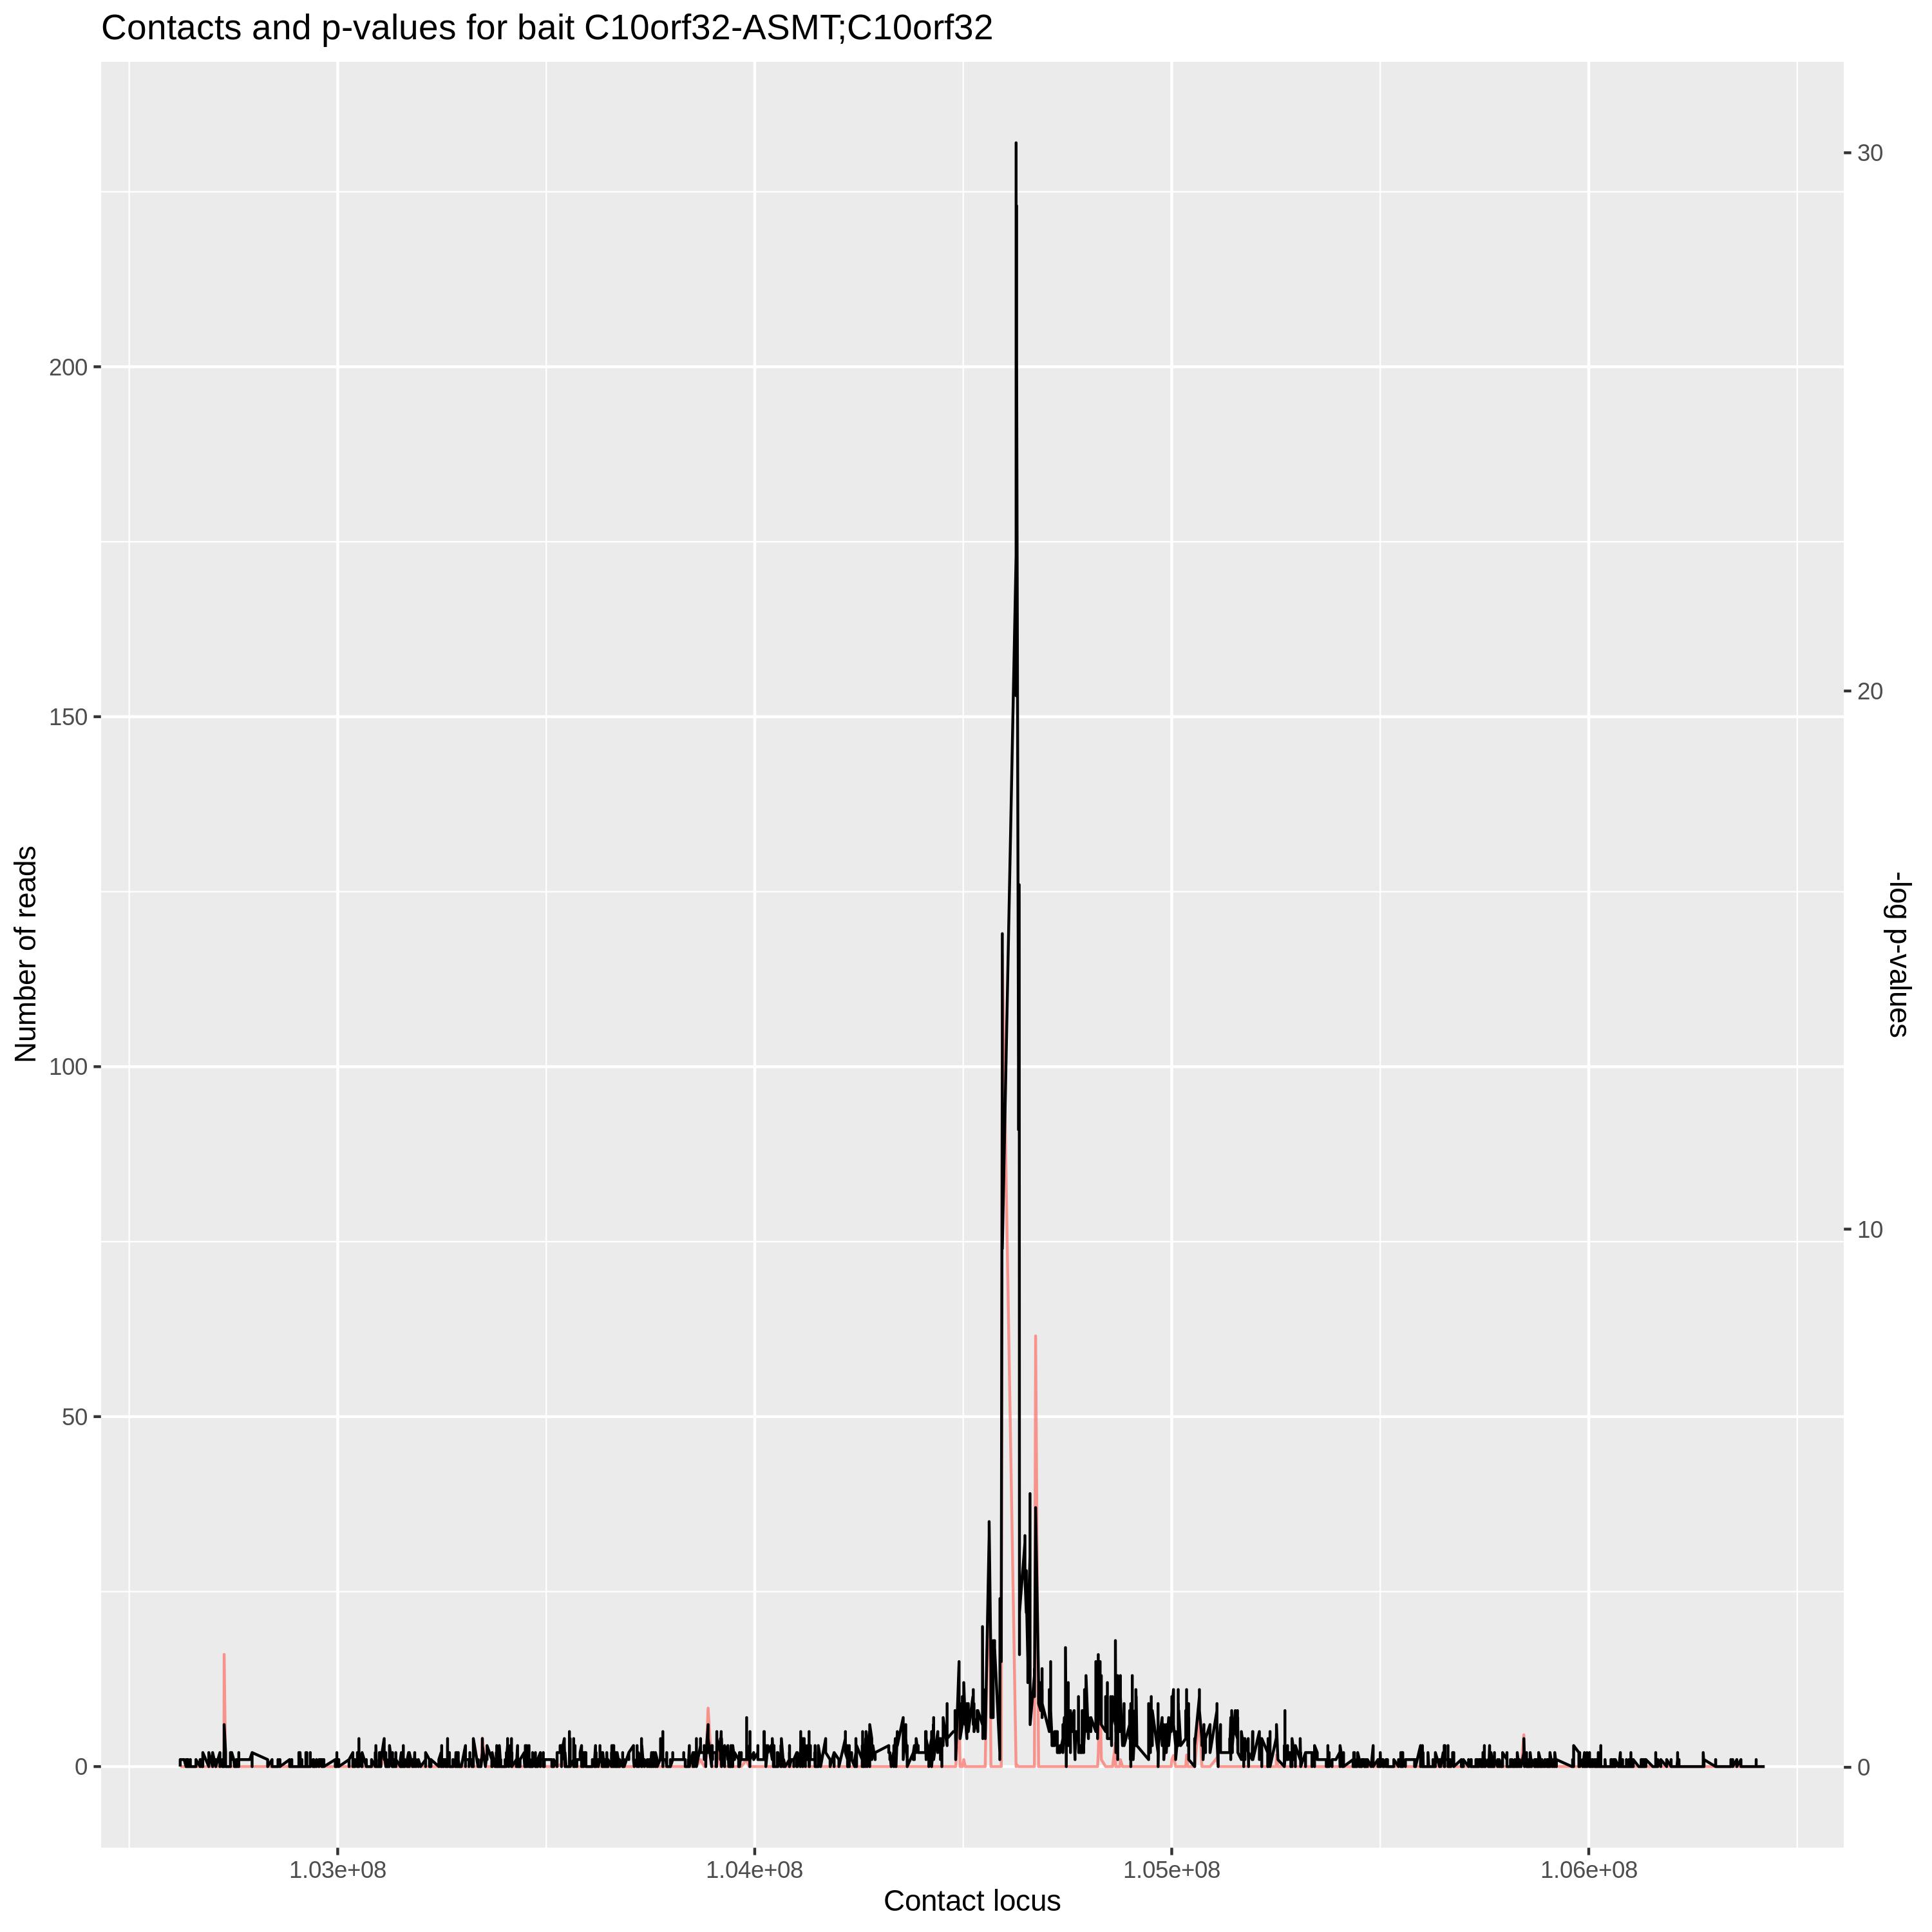 Contacts and p-values for bait C10orf32-ASMT;C10orf32
Number of reads
200
150
100
50
0
30
20
10
0
-log p-values
1.03e+08
1.04e+08
1.05e+08
1.06e+08
Contact locus